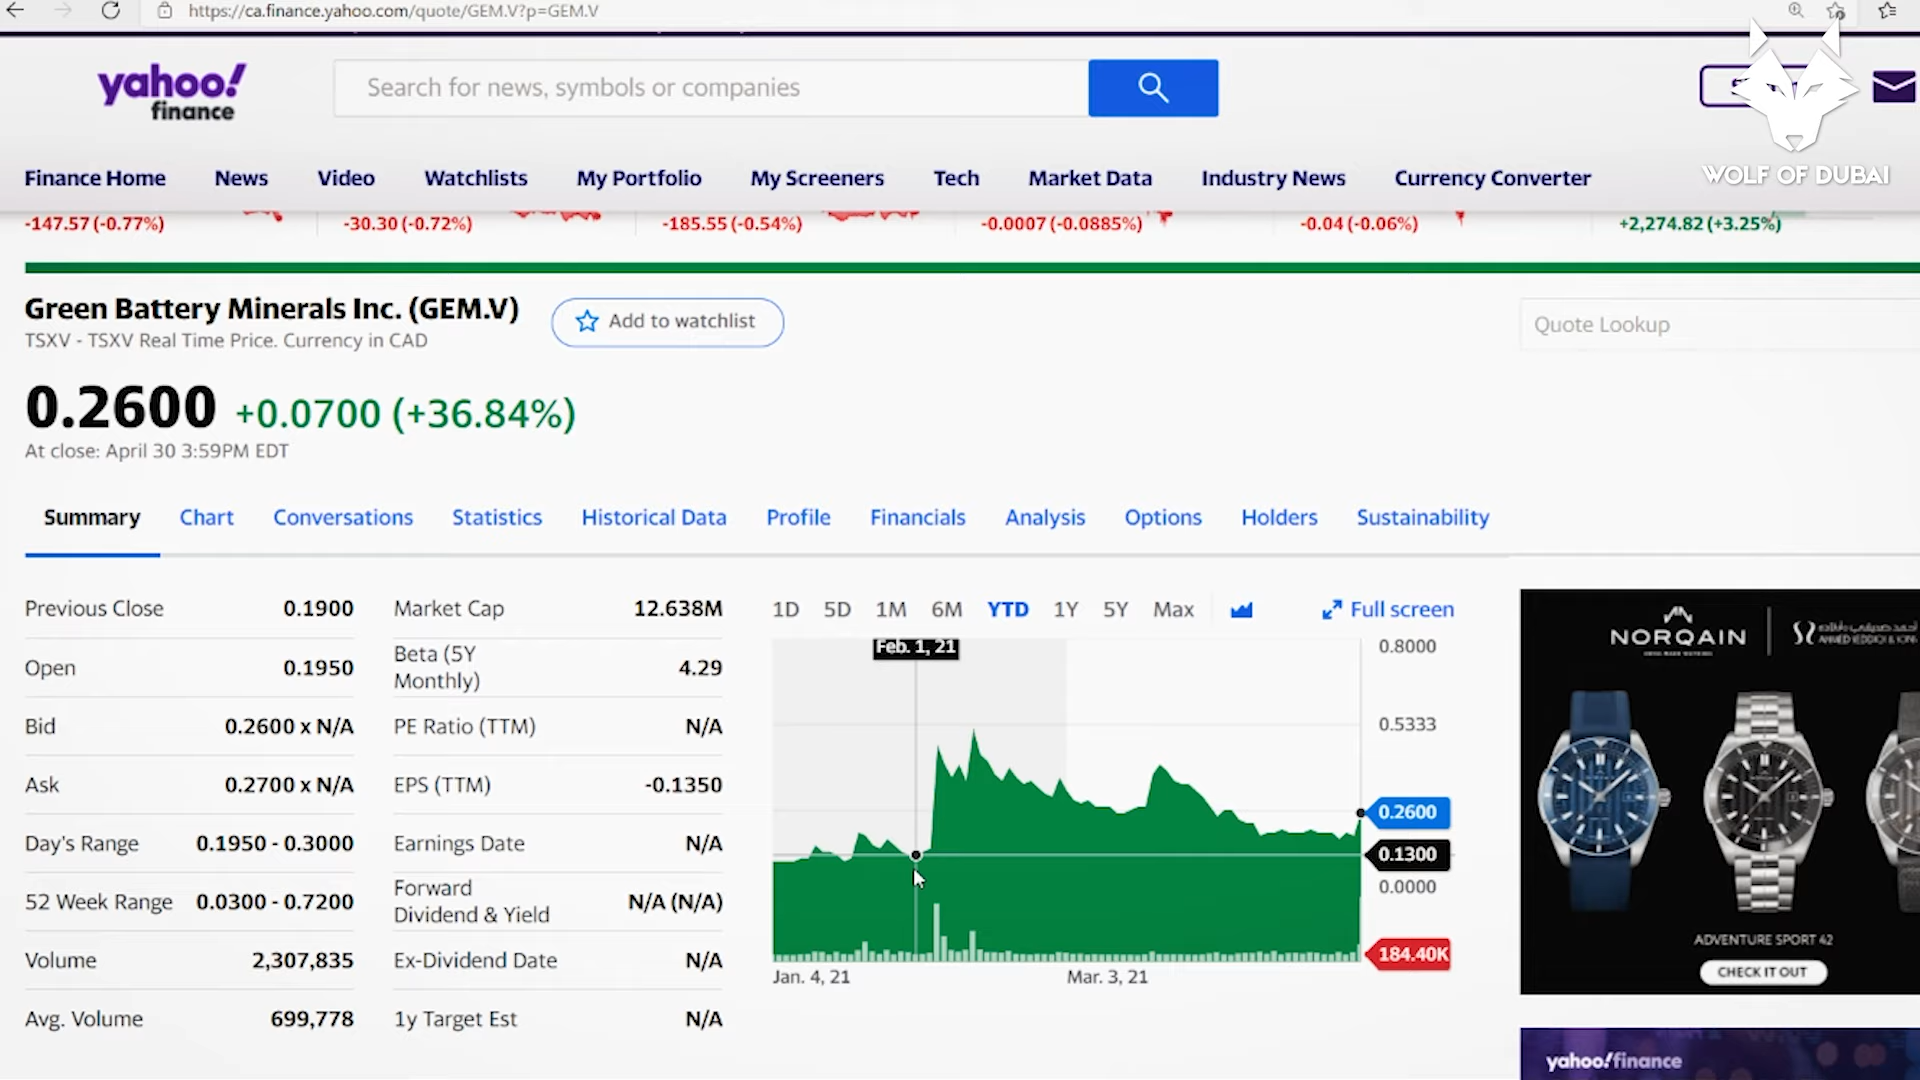 https://ca.finance.yahoo.com/quote/GEM.V?p=GEM.V
yahoo!
finance
Search for news, symbols or companies
WOLF OF DUBAI
Finance Home News Video Watchlists My Portfolio My Screeners Tech Market Data Industry News Currency Converter
-147.57 (-0.77%) -30.30 (-0.72%) -185.55 (-0.54%) -0.0007 (-0.0885%) -0.04 (-0.06%) +2,274.82 (+3.25%)
Green Battery Minerals Inc. (GEM.V)
Add to watchlist
Quote Lookup
TSXV - TSXV Real Time Price. Currency in CAD
0.2600 +0.0700 (+36.84%)
At close: April 30 3:59PM EDT
Summary Chart Conversations Statistics Historical Data Profile Financials Analysis Options Holders Sustainability
Previous Close 0.1900
Open 0.1950
Bid 0.2600 x N/A
Ask 0.2700 x N/A
Day's Range 0.1950 - 0.3000
52 Week Range 0.0300 - 0.7200
Volume 2,307,835
Avg. Volume 699,778
Market Cap 12.638M
Beta (5Y
Monthly) 4.29
PE Ratio (TTM) N/A
EPS (TTM) -0.1350
Earnings Date N/A
Forward
Dividend & Yield N/A (N/A)
Ex-Dividend Date N/A
1y Target Est N/A
1D 5D 1M 6M YTD 1Y 5Y Max Full screen
Feb. 1, 21
0.8000
0.5333
0.2600
0.1300
0.0000
184.40K
Jan. 4, 21 Mar. 3, 21
NORQAIN
ADVENTURE SPORT 42
CHECK IT OUT
yahoo!finance